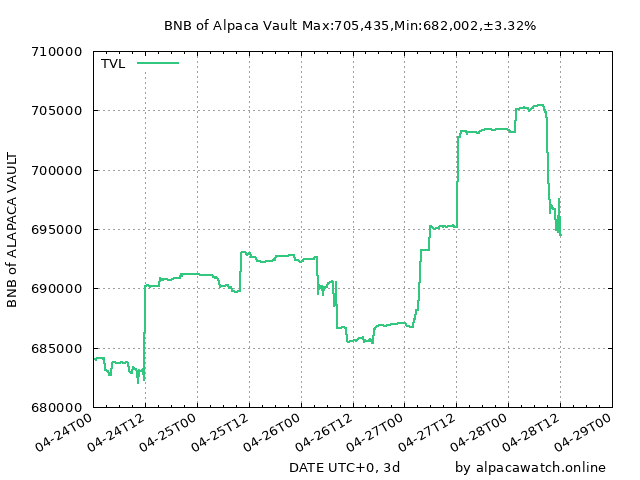 BNB of Alpaca Vault Max:705,435,Min:682,002,±3.32%
TVL
710000
705000
700000
695000
690000
685000
680000
BNB of ALAPACA VAULT
04-24T00
04-24T12
04-25T00
04-25T12
04-26T00
04-26T12
04-27T00
04-27T12
04-28T00
04-28T12
04-29T00
DATE UTC+0, 3d
by alpacawatch.online